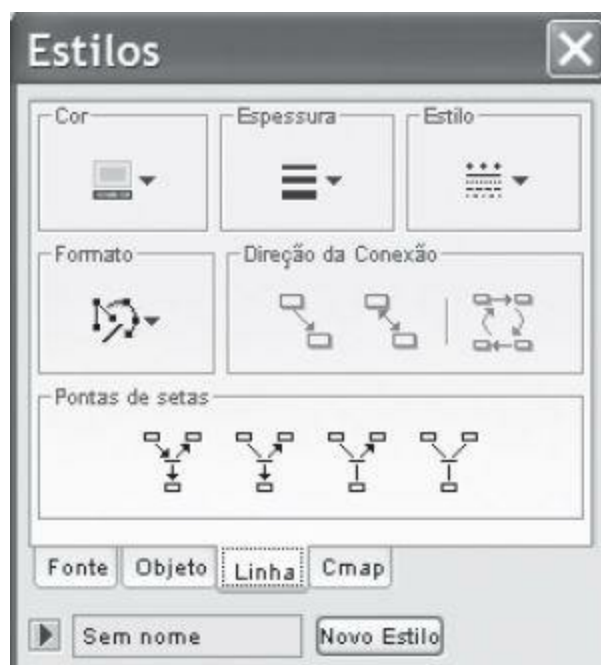 Estilos
Cor
Espessura
Estilo
Formato
Direção da Conexão
Pontas de setas
Fonte
Objeto
Linha
Cmap
Sem nome
Novo Estilo